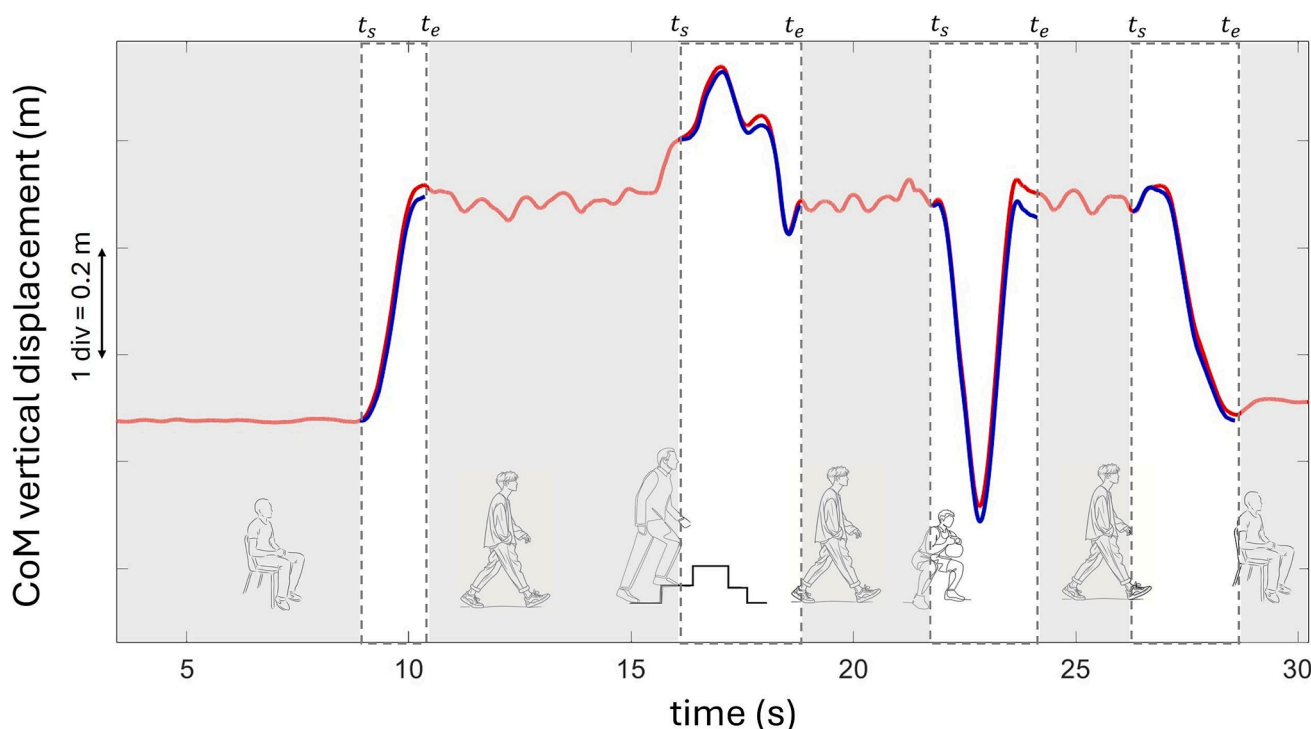 t_s t_e t_s t_e t_s t_e t_s t_e
CoM vertical displacement (m)
1 div = 0.2 m
5 10 15 20 25 30
time (s)